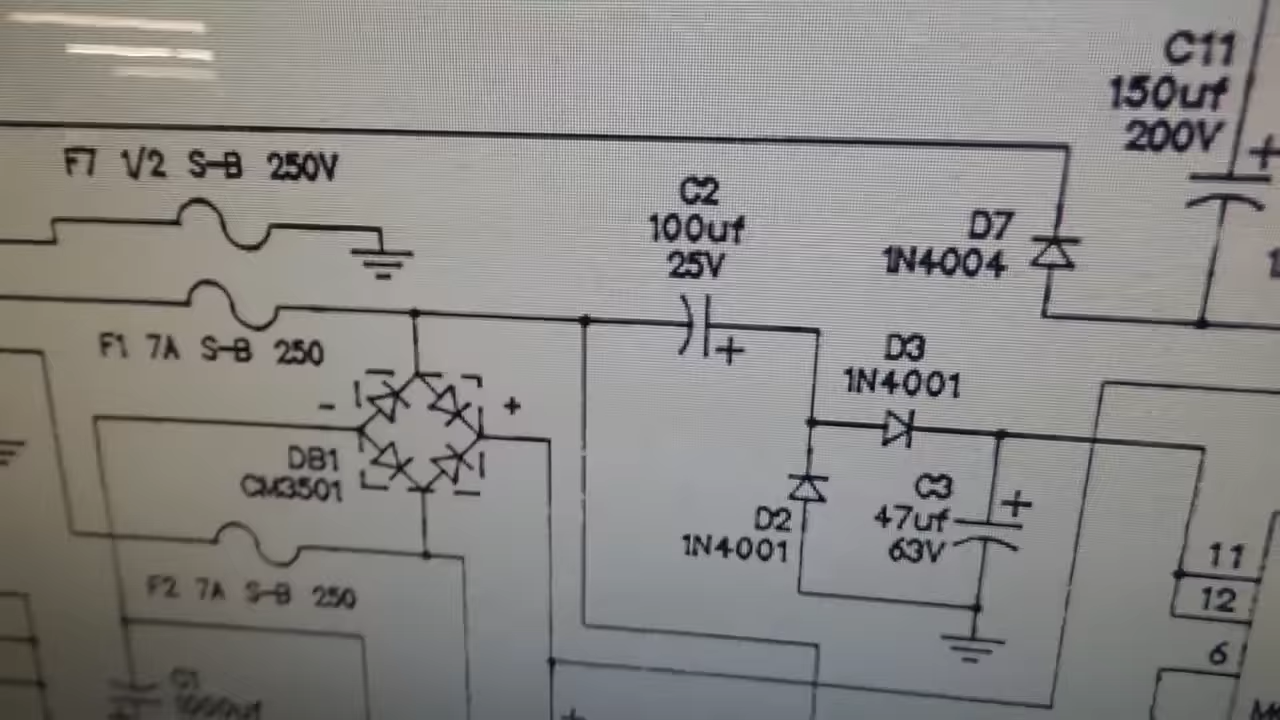 C11
150uf
200V
+
F7 1/2 S-B 250V
C2
100uf
25V
+
D7
1N4004
F1 7A S-B 250
D3
1N4001
-
+
DB1
CM3501
D2
1N4001
C3
47uf
63V
+
11
12
6
F2 7A S-B 250
+